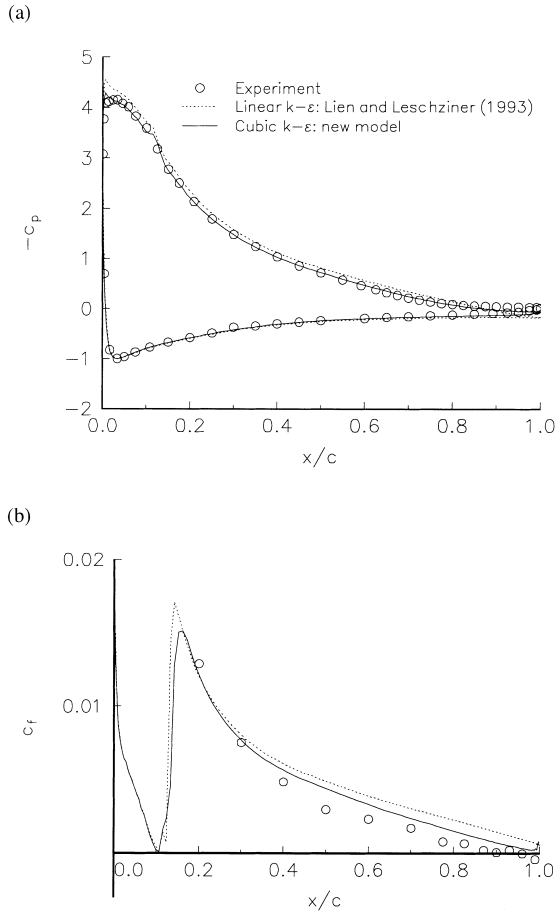 (a)
5
4
3
2
1
0
−1
−2
−c_p
Experiment
Linear k−ε: Lien and Leschziner (1993)
Cubic k−ε: new model
0.0 0.2 0.4 0.6 0.8 1.0
x/c
(b)
0.02
0.01
c_f
0.0 0.2 0.4 0.6 0.8 1.0
x/c